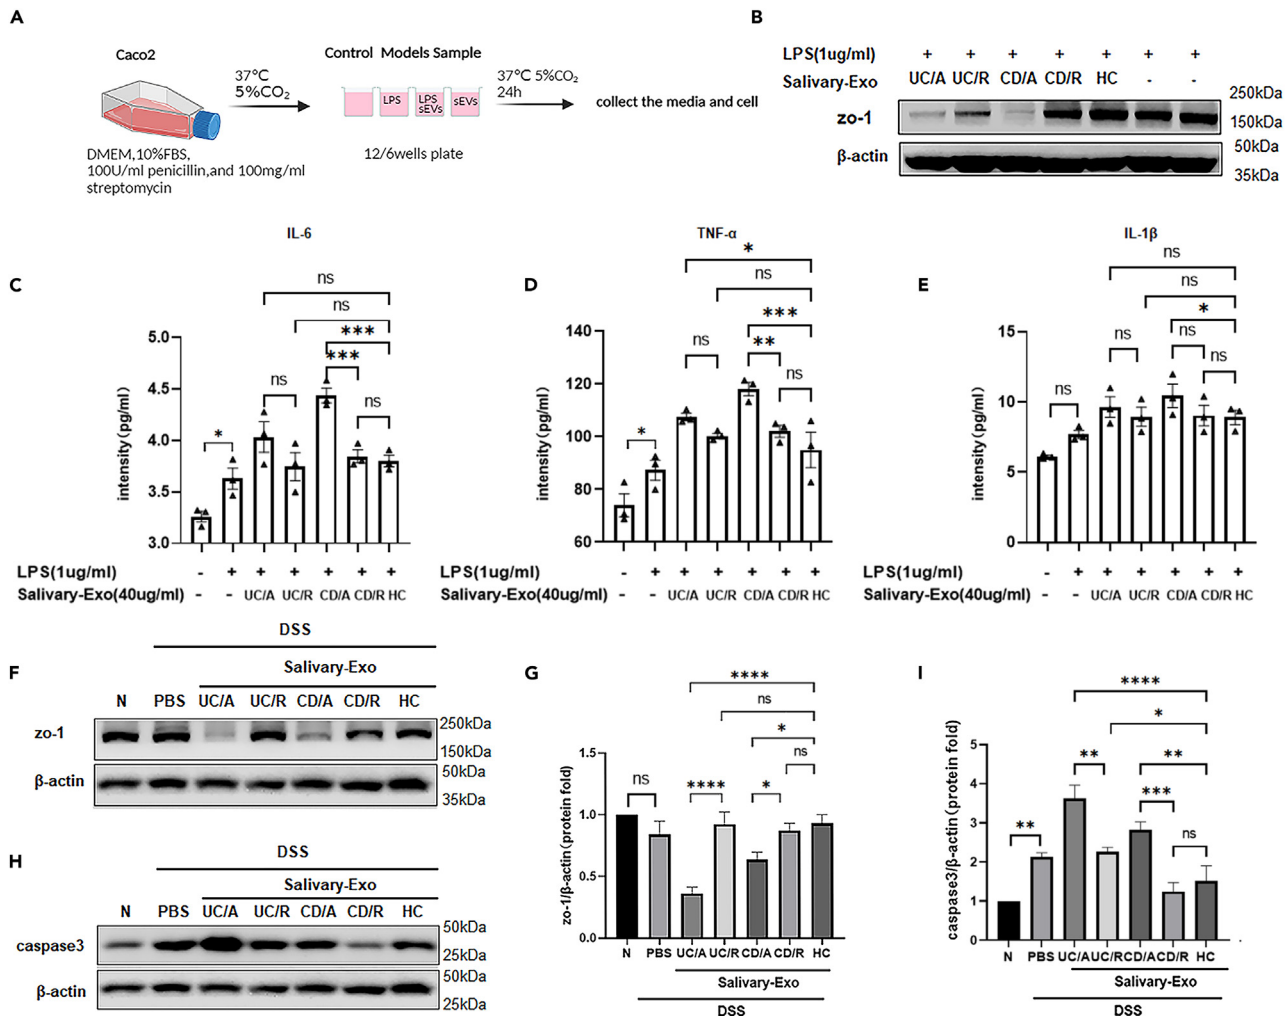 A
Caco2
37°C
5%CO₂
Control Models Sample
LPS
LPS
sEVs
sEVs
37°C 5%CO₂
24h
collect the media and cell
DMEM,10%FBS,
100U/ml penicillin,and 100mg/ml
streptomycin
12/6wells plate
B
LPS(1ug/ml) + + + + + + +
Salivary-Exo UC/A UC/R CD/A CD/R HC - -
250kDa
zo-1
150kDa
50kDa
β-actin
35kDa
C
IL-6
ns
ns
***
***
ns
ns
*
5.0
4.5
4.0
3.5
3.0
intensity(pg/ml)
LPS(1ug/ml) - + + + + + +
Salivary-Exo(40ug/ml) - - UC/A UC/R CD/A CD/R HC
D
TNF-α
*
ns
***
ns
**
ns
*
140
120
100
80
60
intensity(pg/ml)
LPS(1ug/ml) - + + + + + +
Salivary-Exo(40ug/ml) - - UC/A UC/R CD/A CD/R HC
E
IL-1β
ns
ns
*
ns
ns
ns
ns
15
10
5
0
intensity(pg/ml)
LPS(1ug/ml) - + + + + + +
Salivary-Exo(40ug/ml) - - UC/A UC/R CD/A CD/R HC
F
DSS
Salivary-Exo
N PBS UC/A UC/R CD/A CD/R HC
250kDa
zo-1
150kDa
50kDa
β-actin
35kDa
G
****
ns
*
ns
ns
****
*
1.5
1.0
0.5
0.0
zo-1/β-actin(protein fold)
N PBS UC/A UC/R CD/A CD/R HC
Salivary-Exo
DSS
H
DSS
Salivary-Exo
N PBS UC/A UC/R CD/A CD/R HC
50kDa
caspase3
25kDa
50kDa
β-actin
25kDa
I
****
*
**
**
***
**
ns
5
4
3
2
1
0
caspase3/β-actin(protein fold)
N PBS UC/A UC/R CD/A CD/R HC
Salivary-Exo
DSS